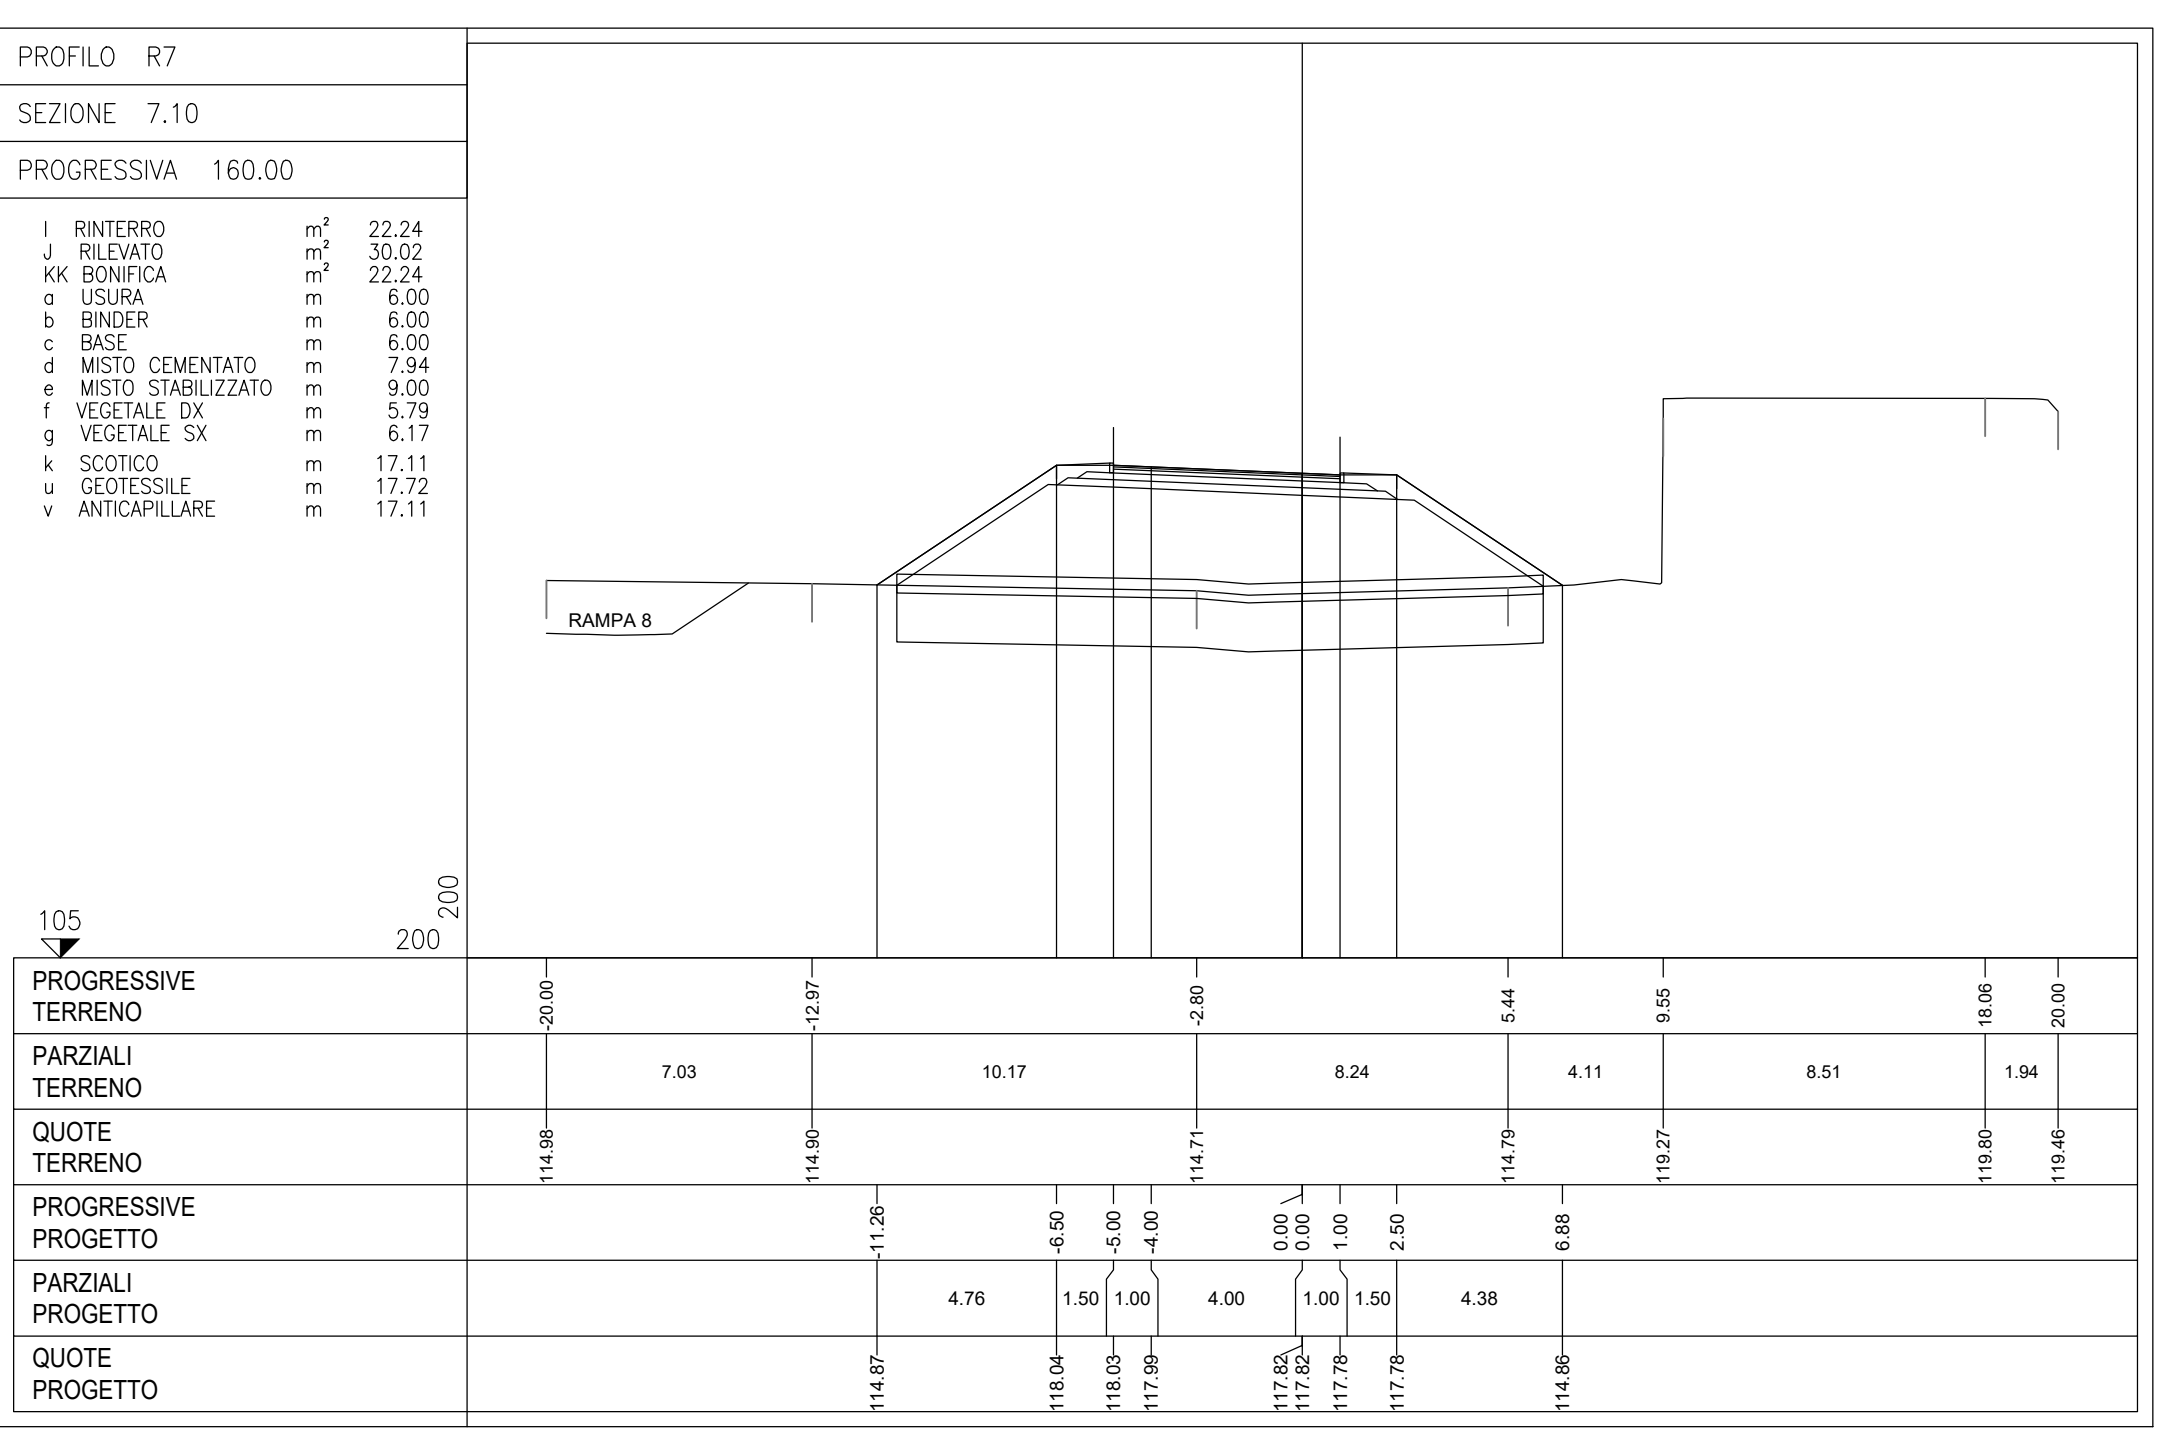 PROFILO R7
SEZIONE 7.10
PROGRESSIVA 160.00
I RINTERRO m² 22.24
J RILEVATO m² 30.02
KK BONIFICA m² 22.24
a USURA m 6.00
b BINDER m 6.00
c BASE m 6.00
d MISTO CEMENTATO m 7.94
e MISTO STABILIZZATO m 9.00
f VEGETALE DX m 5.79
g VEGETALE SX m 6.17
k SCOTICO m 17.11
u GEOTESSILE m 17.72
v ANTICAPILLARE m 17.11
RAMPA 8
200
105
200
PROGRESSIVE
TERRENO
-20.00 -12.97 -2.80 5.44 9.55 18.06 20.00
PARZIALI
TERRENO
7.03 10.17 8.24 4.11 8.51 1.94
QUOTE
TERRENO
114.98 114.90 114.71 114.79 119.27 119.80 119.46
PROGRESSIVE
PROGETTO
-11.26 -6.50 -5.00 -4.00 0.00 0.00 1.00 2.50 6.88
PARZIALI
PROGETTO
4.76 1.50 1.00 4.00 1.00 1.50 4.38
QUOTE
PROGETTO
114.87 118.04 118.03 117.99 117.82 117.82 117.78 117.78 114.86